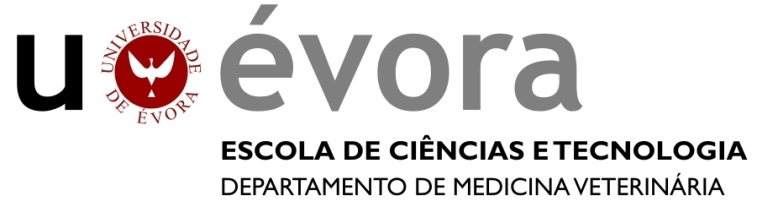 u évora
UNIVERSIDADE
DE ÉVORA
ESCOLA DE CIÊNCIAS E TECNOLOGIA
DEPARTAMENTO DE MEDICINA VETERINÁRIA